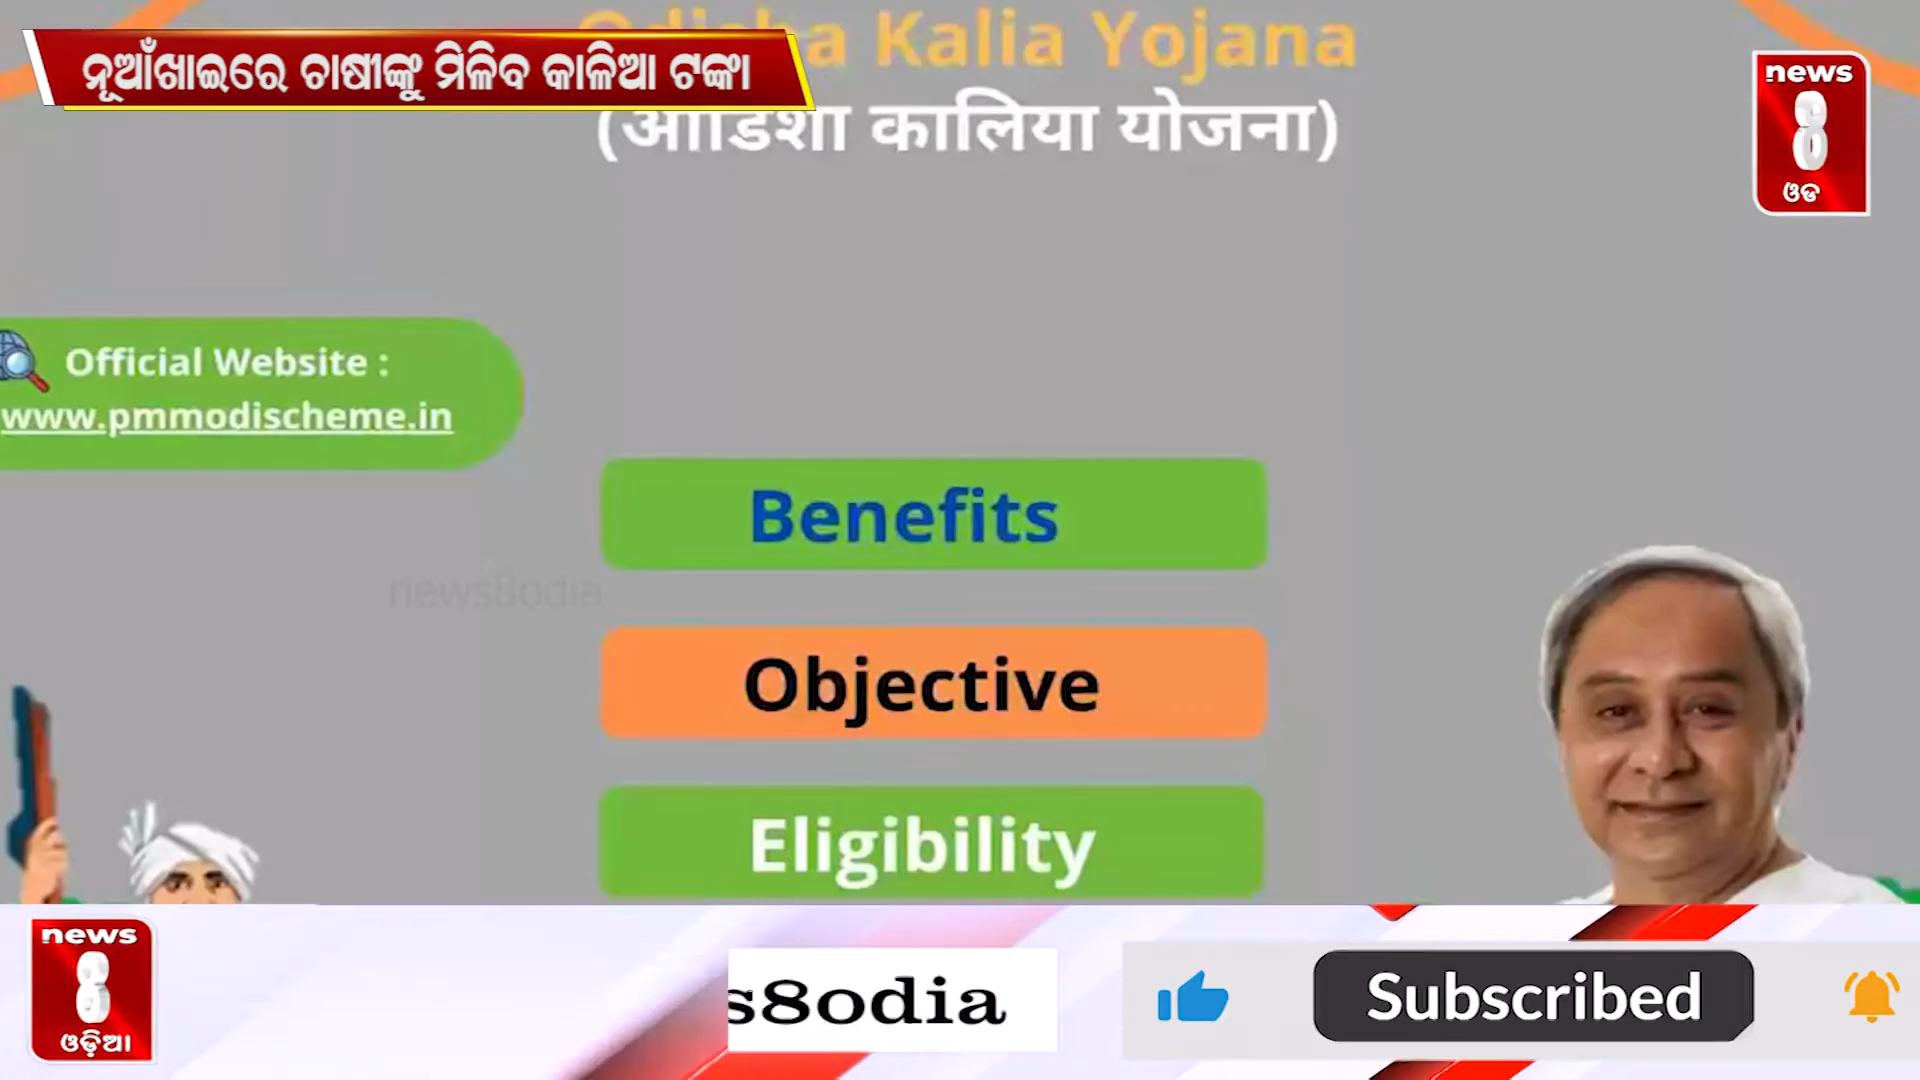 Kalia Yojana
ନୂଆଁଖାଇରେ ଚାଷୀଙ୍କୁ ମିଳିବ କାଳିଆ ଟଙ୍କା
(ओडिशा कालिया योजना)
news
8
ଓଡ
Official Website :
www.pmmodischeme.in
Benefits
news8odia
Objective
Eligibility
news
8
ଓଡ଼ିଆ
s8odia
Subscribed